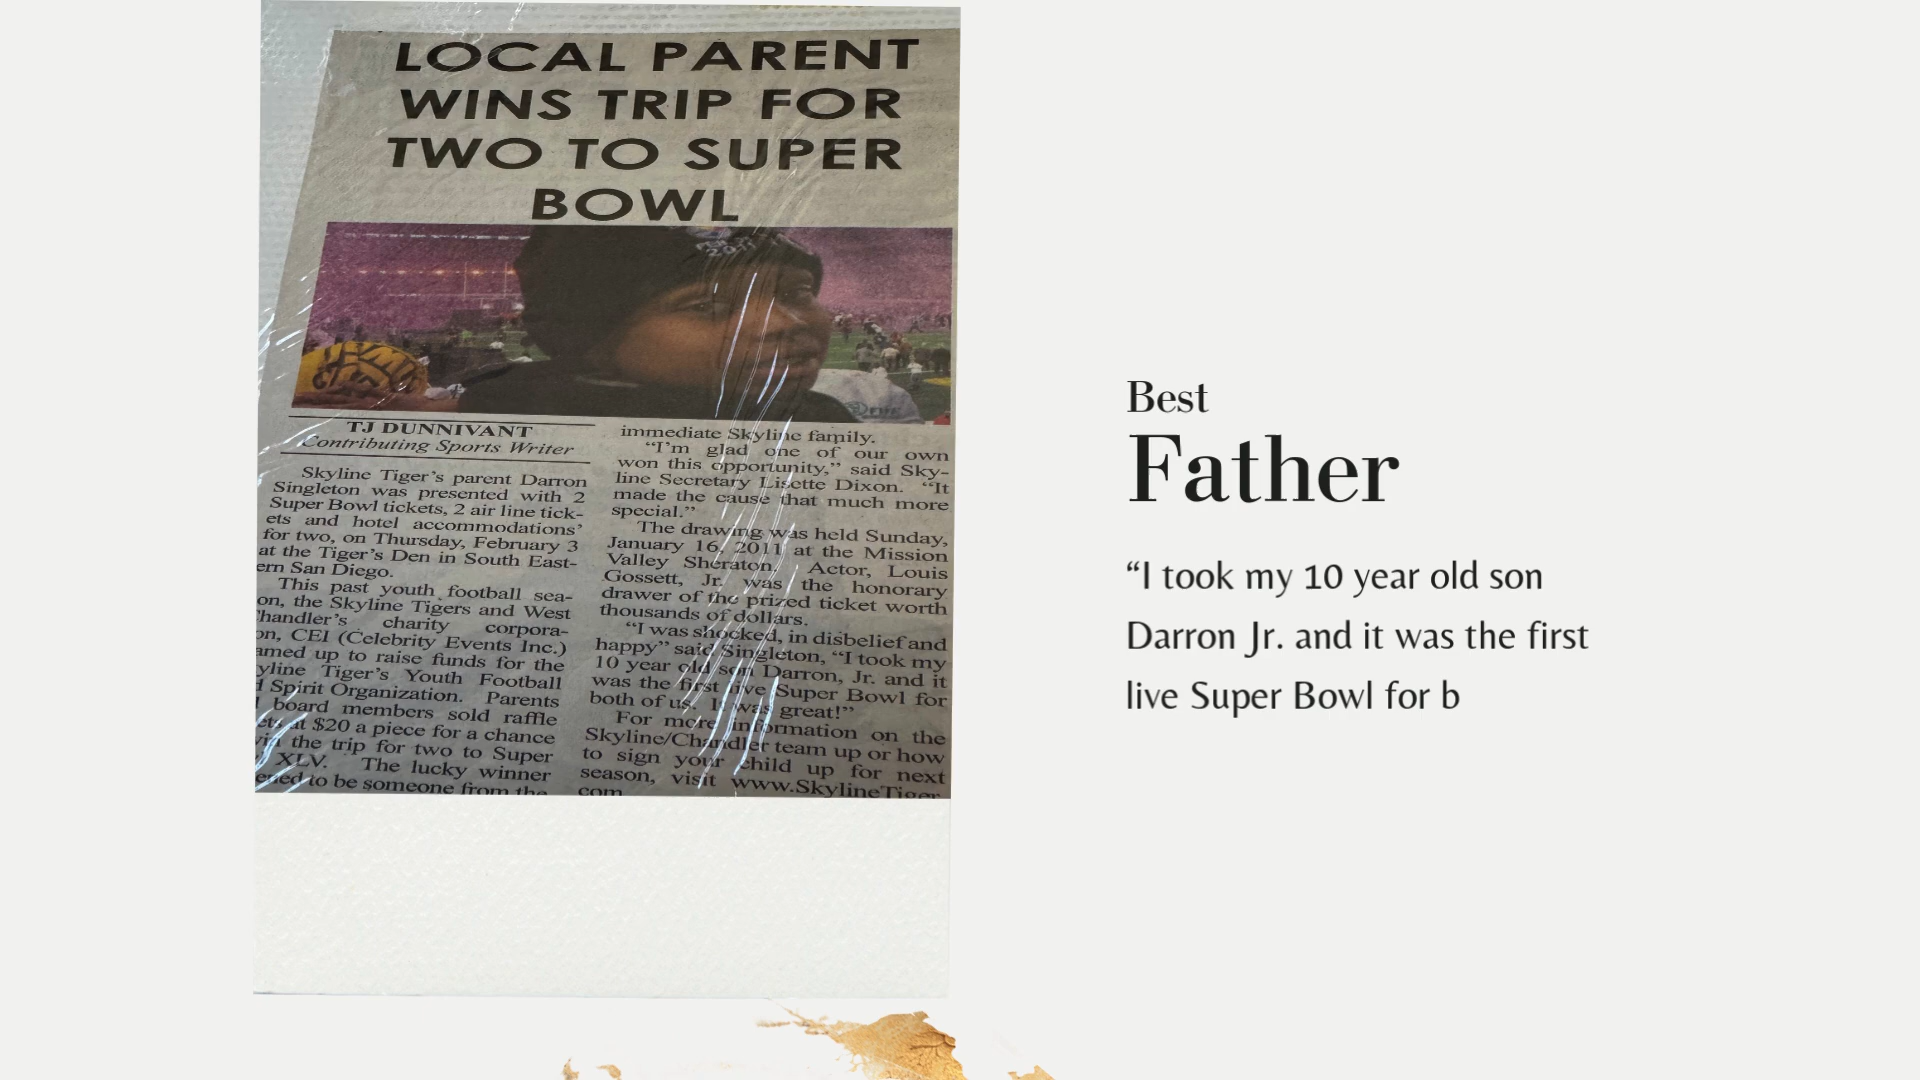 LOCAL PARENT
WINS TRIP FOR
TWO TO SUPER
BOWL
TJ DUNNIVANT
Contributing Sports Writer
Skyline Tiger's parent Darron
Singleton was presented with 2
Super Bowl tickets, 2 air line tick-
ets and hotel accommodations'
for two, on Thursday, February 3
at the Tiger's Den in South East-
ern San Diego.
This past youth football sea-
on, the Skyline Tigers and West
handler's charity corpora-
on, CEI (Celebrity Events Inc.)
amed up to raise funds for the
yline Tiger's Youth Football
d Spirit Organization. Parents
board members sold raffle
ets at $20 a piece for a chance
win the trip for two to Super
XLV. The lucky winner
ened to be someone from the
immediate Skyline family.
"I'm glad one of our own
won this opportunity," said Sky-
line Secretary Lisette Dixon. "It
made the cause that much more
special."
The drawing was held Sunday,
January 16, 2011 at the Mission
Valley Sheraton. Actor, Louis
Gossett, Jr. was the honorary
drawer of the prized ticket worth
thousands of dollars.
"I was shocked, in disbelief and
happy" said Singleton, "I took my
10 year old son Darron, Jr. and it
was the first live Super Bowl for
both of us. It was great!"
For more information on the
Skyline/Chandler team up or how
to sign your child up for next
season, visit www.SkylineTiger
com
Best
Father
“I took my 10 year old son
Darron Jr. and it was the first
live Super Bowl for b